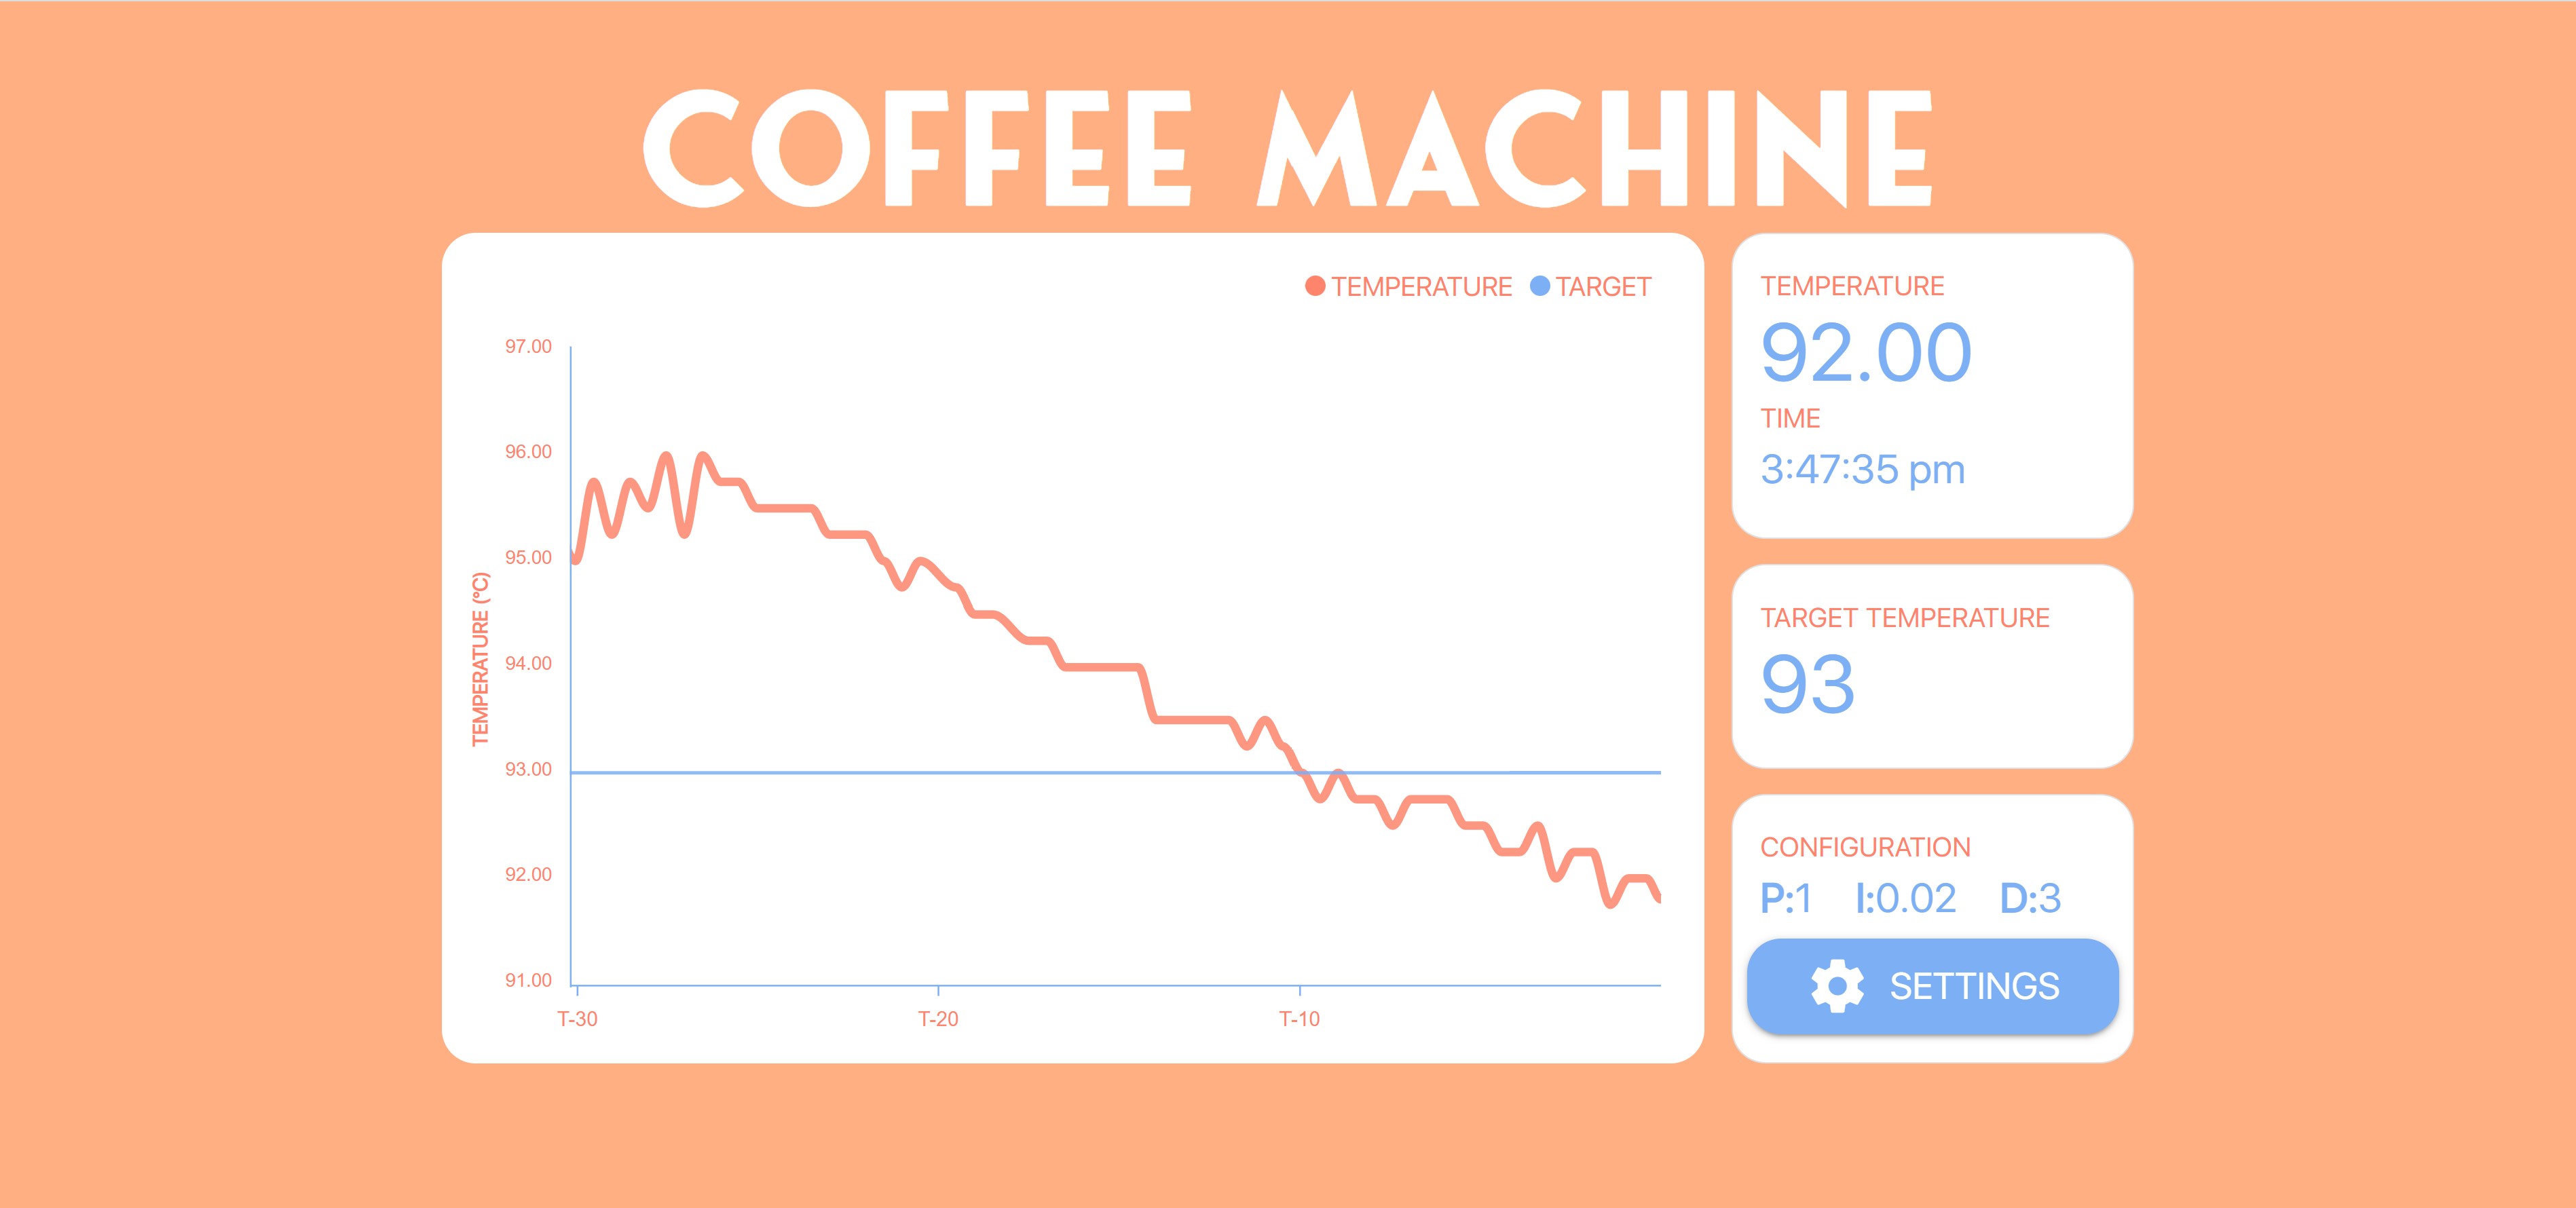 COFFEE MACHINE
TEMPERATURE TARGET
97.00
96.00
95.00
94.00
93.00
92.00
91.00
TEMPERATURE (°C)
T-30 T-20 T-10
TEMPERATURE
92.00
TIME
3:47:35 pm
TARGET TEMPERATURE
93
CONFIGURATION
P:1 I:0.02 D:3
SETTINGS